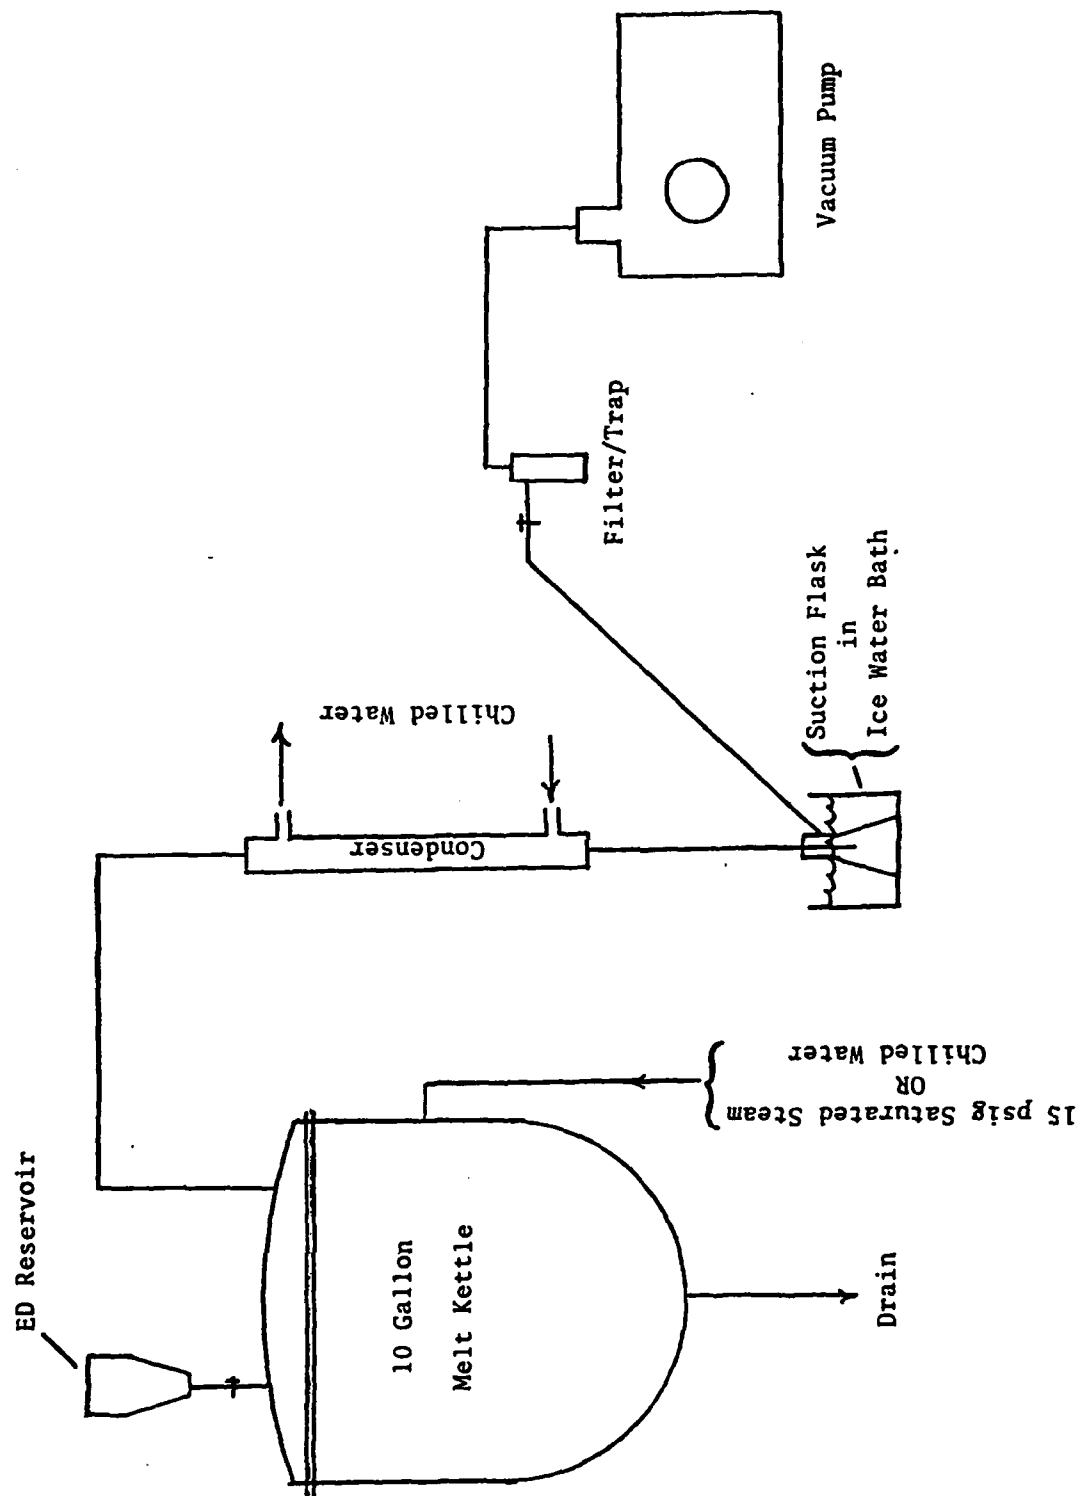 ED Reservoir
10 Gallon
Melt Kettle
Drain
15 psig Saturated Steam
OR
Chilled Water
Condenser
Chilled Water
Suction Flask
in
Ice Water Bath
Filter/Trap
Vacuum Pump